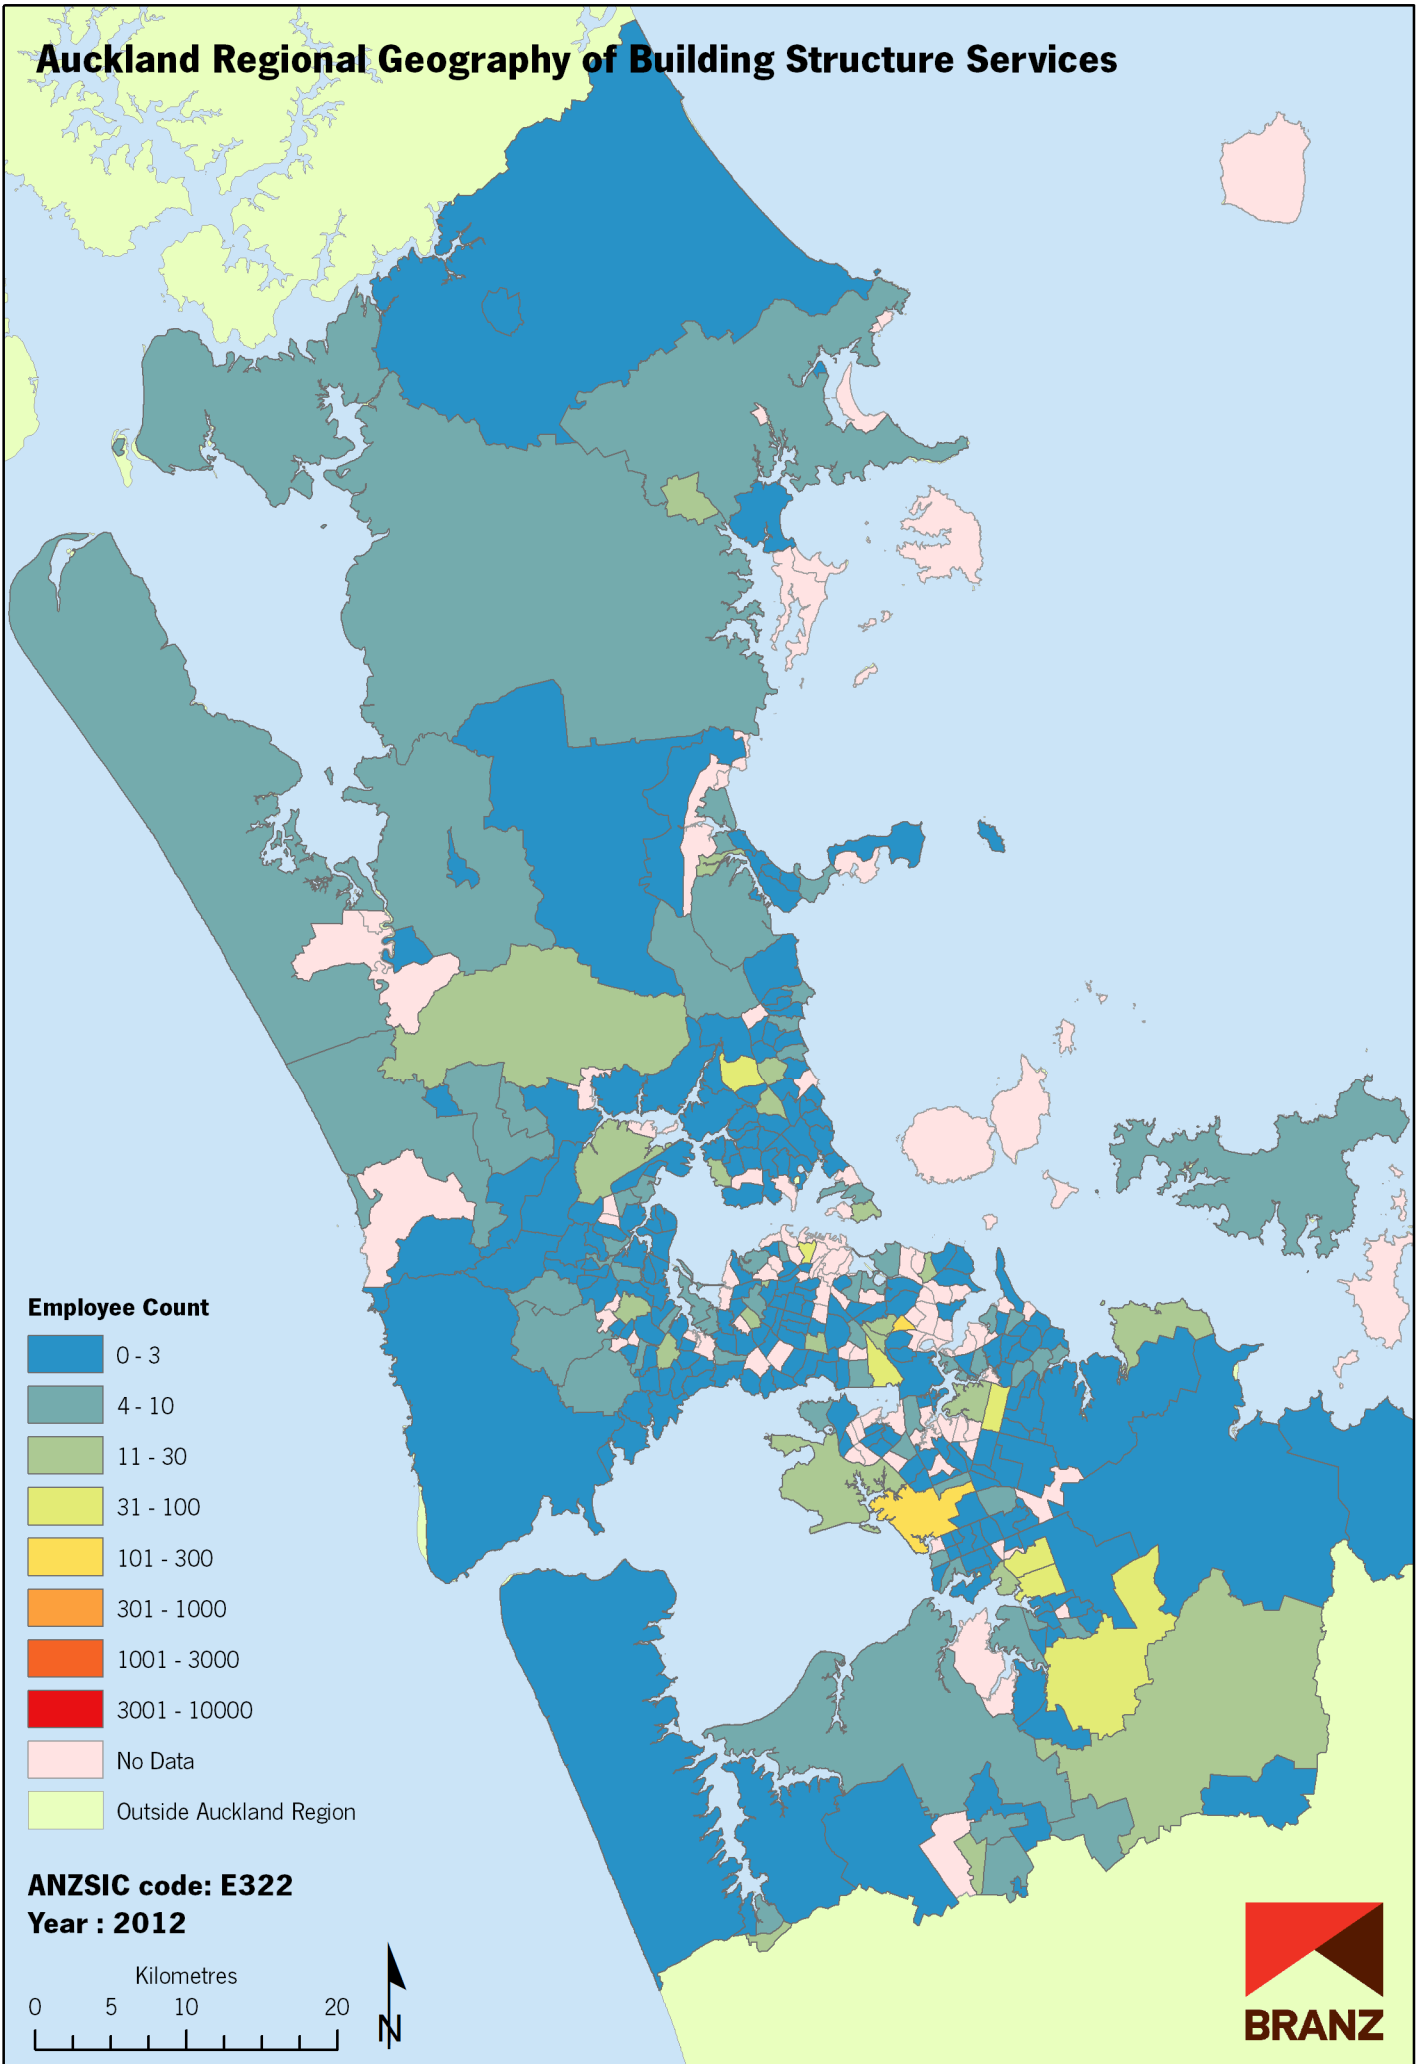 Auckland Regional Geography of Building Structure Services
Employee Count
0 - 3
4 - 10
11 - 30
31 - 100
101 - 300
301 - 1000
1001 - 3000
3001 - 10000
No Data
Outside Auckland Region
ANZSIC code: E322
Year : 2012
Kilometres
0 5 10 20
N
BRANZ